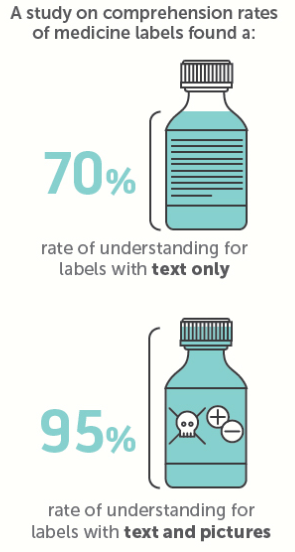 A study on comprehension rates
of medicine labels found a:
70%
rate of understanding for
labels with text only
95%
rate of understanding for
labels with text and pictures